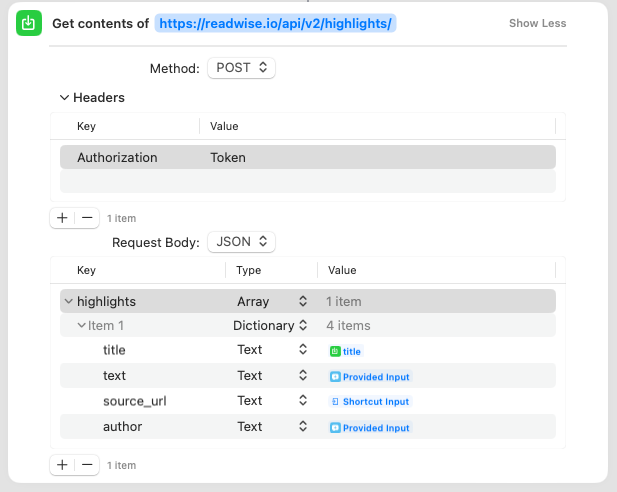 Get contents of https://readwise.io/api/v2/highlights/ Show Less
Method: POST
Headers
Key Value
Authorization Token
1 item
Request Body: JSON
Key Type Value
highlights Array 1 item
Item 1 Dictionary 4 items
title Text title
text Text Provided Input
source_url Text Shortcut Input
author Text Provided Input
1 item